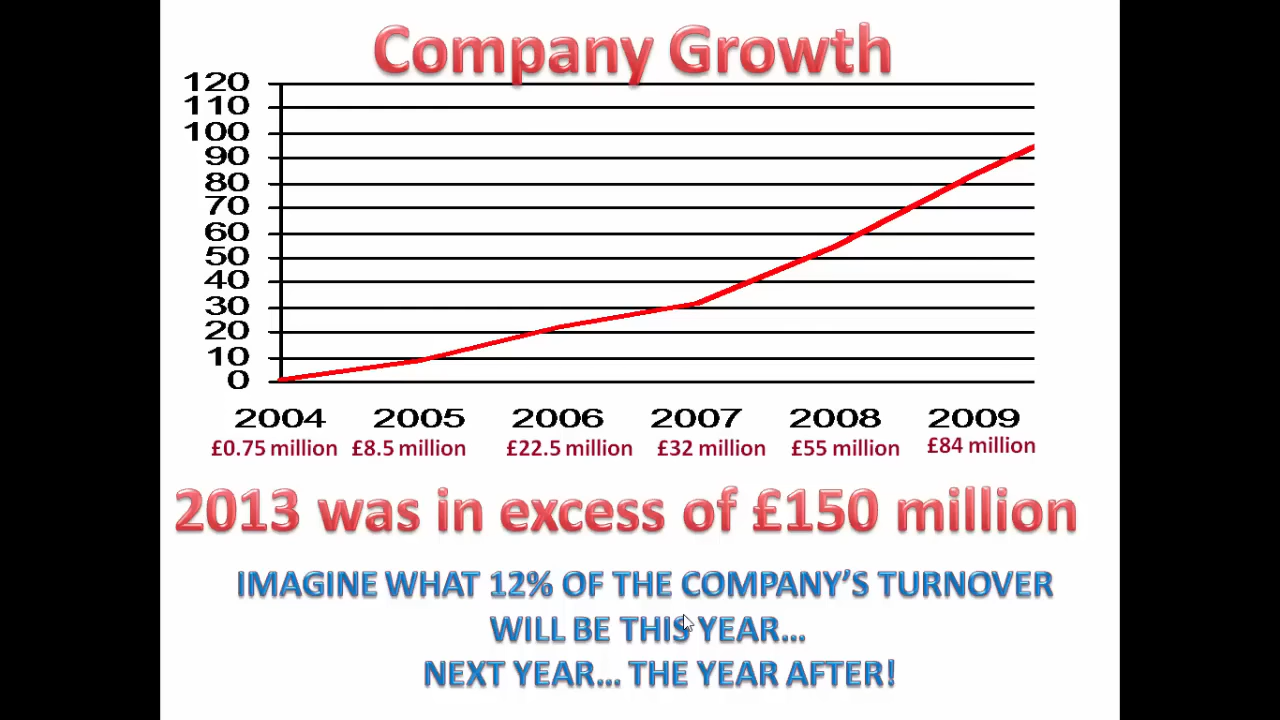 Company Growth
120
110
100
90
80
70
60
50
40
30
20
10
0
2004 2005 2006 2007 2008 2009
£0.75 million £8.5 million £22.5 million £32 million £55 million £84 million
2013 was in excess of £150 million
IMAGINE WHAT 12% OF THE COMPANY’S TURNOVER
WILL BE THIS YEAR...
NEXT YEAR... THE YEAR AFTER!